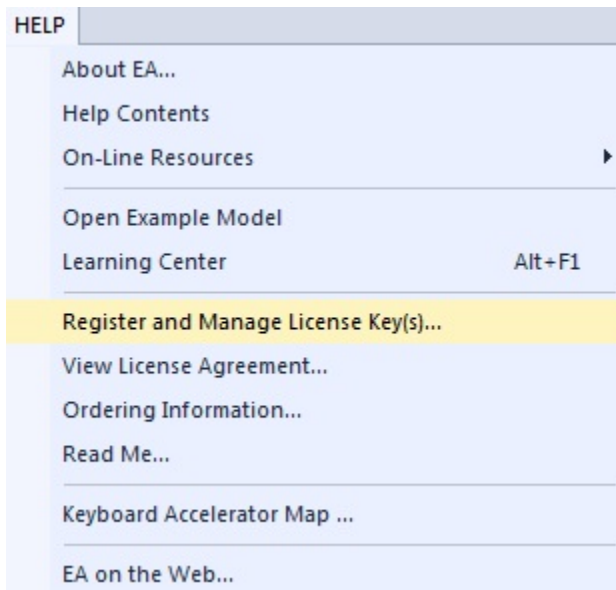 HELP
About EA...
Help Contents
On-Line Resources
Open Example Model
Learning Center Alt+F1
Register and Manage License Key(s)...
View License Agreement...
Ordering Information...
Read Me...
Keyboard Accelerator Map ...
EA on the Web...